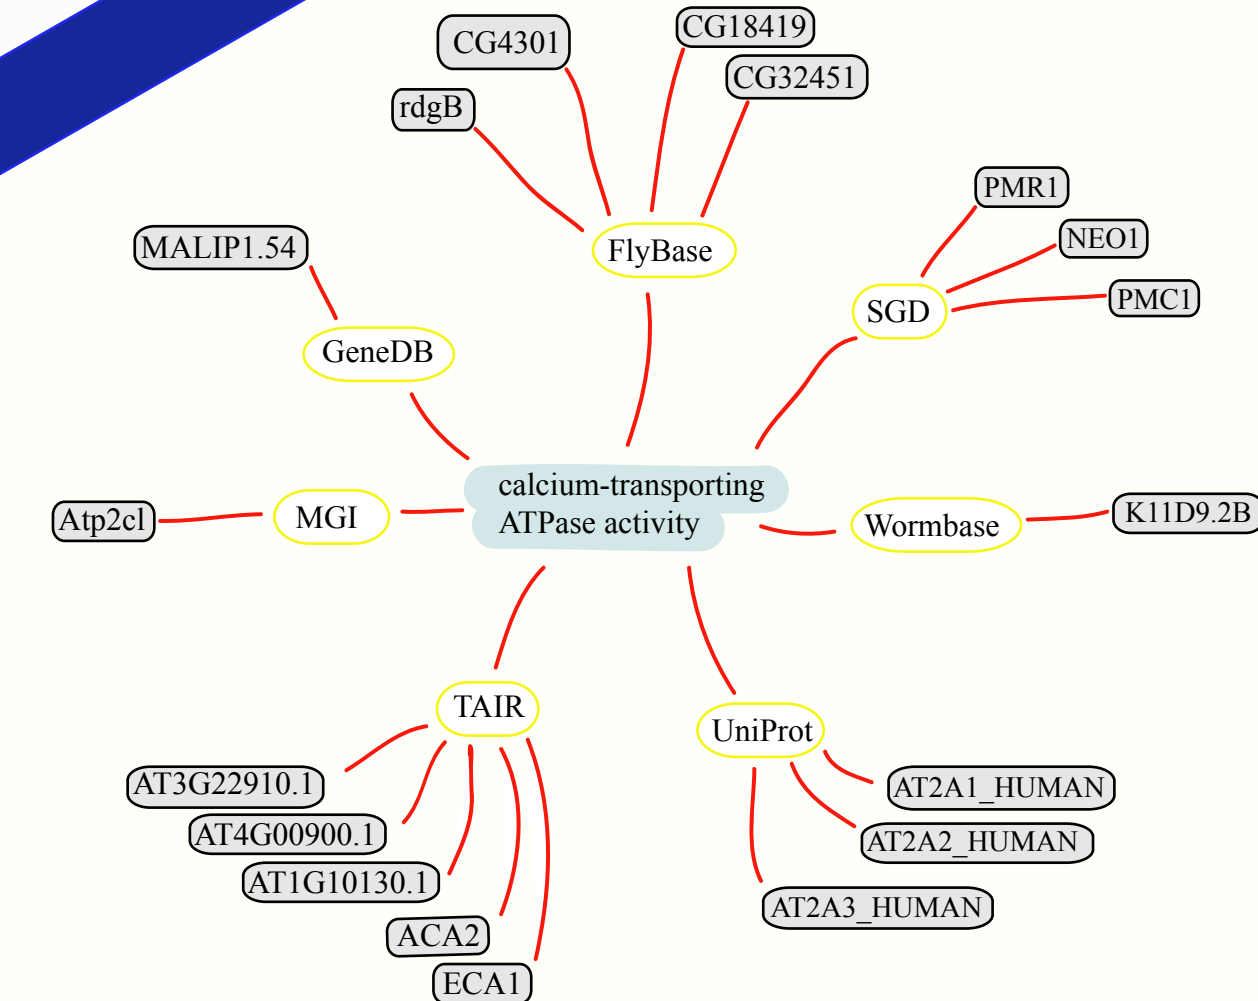 CG4301
CG18419
CG32451
rdgB
PMR1
NEO1
PMC1
MALIP1.54
FlyBase
SGD
GeneDB
calcium-transporting
ATPase activity
Atp2cl
MGI
Wormbase
K11D9.2B
TAIR
UniProt
AT3G22910.1
AT4G00900.1
AT1G10130.1
ACA2
ECA1
AT2A1_HUMAN
AT2A2_HUMAN
AT2A3_HUMAN